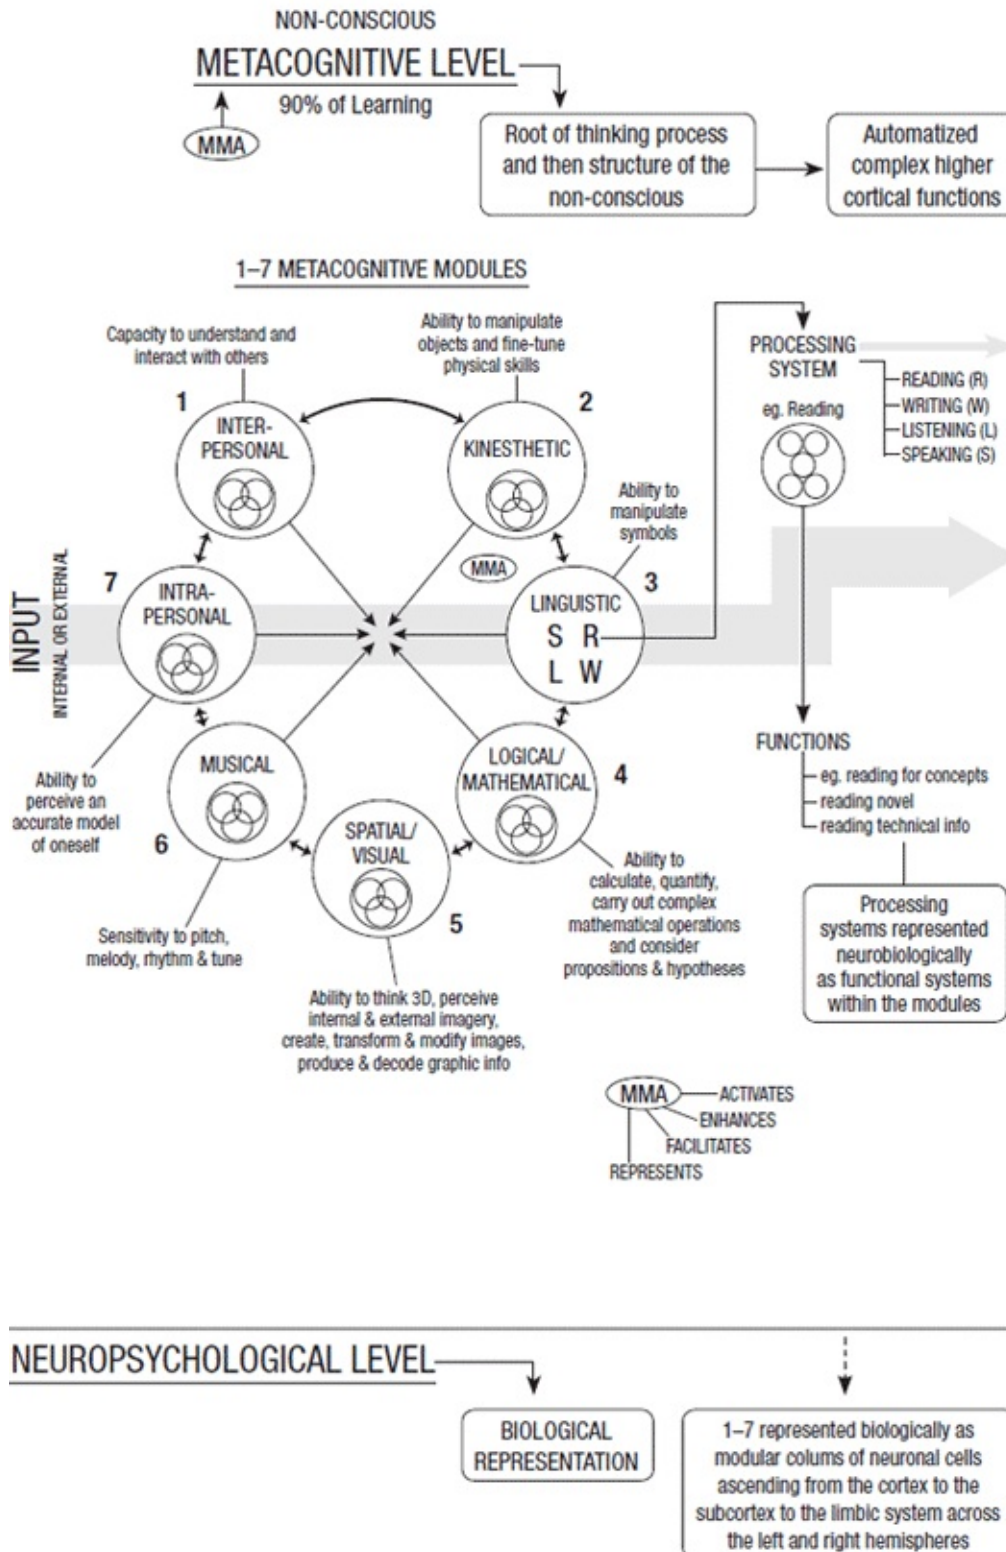 NON-CONSCIOUS
METACOGNITIVE LEVEL
90% of Learning
MMA
Root of thinking process
and then structure of the
non-conscious
Automatized
complex higher
cortical functions
1–7 METACOGNITIVE MODULES
Capacity to understand and
interact with others
Ability to manipulate
objects and fine-tune
physical skills
1
INTER-
PERSONAL
2
KINESTHETIC
MMA
Ability to
manipulate
symbols
3
LINGUISTIC
S R
L W
PROCESSING
SYSTEM
READING (R)
WRITING (W)
LISTENING (L)
SPEAKING (S)
eg. Reading
INPUT
INTERNAL OR EXTERNAL
7
INTRA-
PERSONAL
Ability to
perceive an
accurate model
of oneself
MUSICAL
6
Sensitivity to pitch,
melody, rhythm & tune
SPATIAL/
VISUAL
5
Ability to think 3D, perceive
internal & external imagery,
create, transform & modify images,
produce & decode graphic info
LOGICAL/
MATHEMATICAL
4
Ability to
calculate, quantify,
carry out complex
mathematical operations
and consider
propositions & hypotheses
FUNCTIONS
eg. reading for concepts
reading novel
reading technical info
Processing
systems represented
neurobiologically
as functional systems
within the modules
MMA
ACTIVATES
ENHANCES
FACILITATES
REPRESENTS
NEUROPSYCHOLOGICAL LEVEL
BIOLOGICAL
REPRESENTATION
1–7 represented biologically as
modular colums of neuronal cells
ascending from the cortex to the
subcortex to the limbic system across
the left and right hemispheres